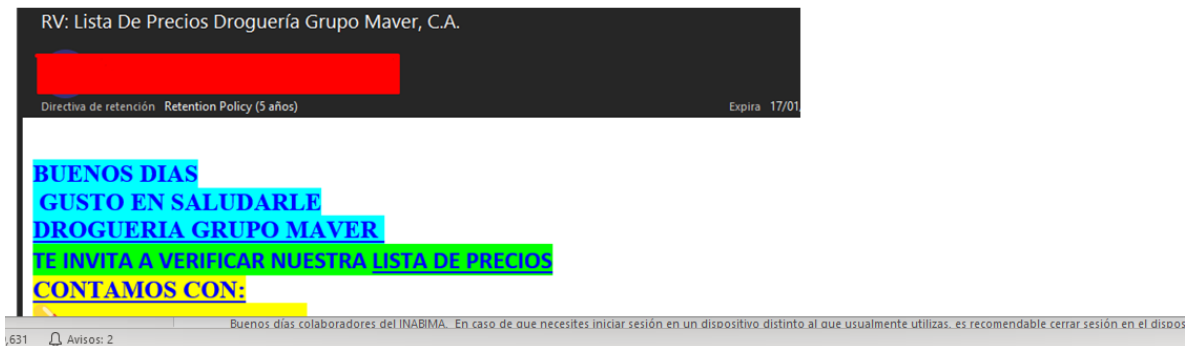 RV: Lista De Precios Droguería Grupo Maver, C.A.
Directiva de retención Retention Policy (5 años) Expira 17/01,
BUENOS DIAS
GUSTO EN SALUDARLE
DROGUERIA GRUPO MAVER
TE INVITA A VERIFICAR NUESTRA LISTA DE PRECIOS
CONTAMOS CON:
Buenos días colaboradores del INABIMA. En caso de que necesites iniciar sesión en un dispositivo distinto al que usualmente utilizas, es recomendable cerrar sesión en el dispos
,631 Avisos: 2